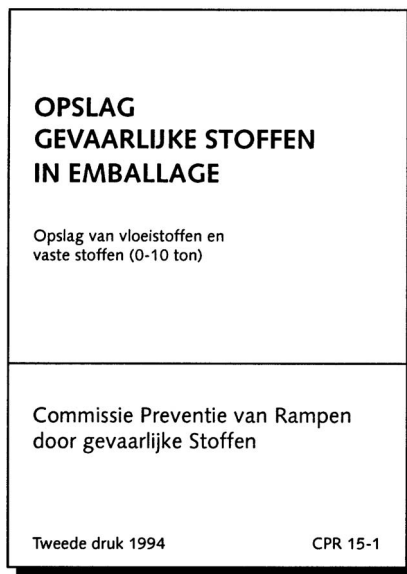 OPSLAG
GEVAARLIJKE STOFFEN
IN EMBALLAGE
Opslag van vloeistoffen en
vaste stoffen (0-10 ton)
Commissie Preventie van Rampen
door gevaarlijke Stoffen
Tweede druk 1994 CPR 15-1